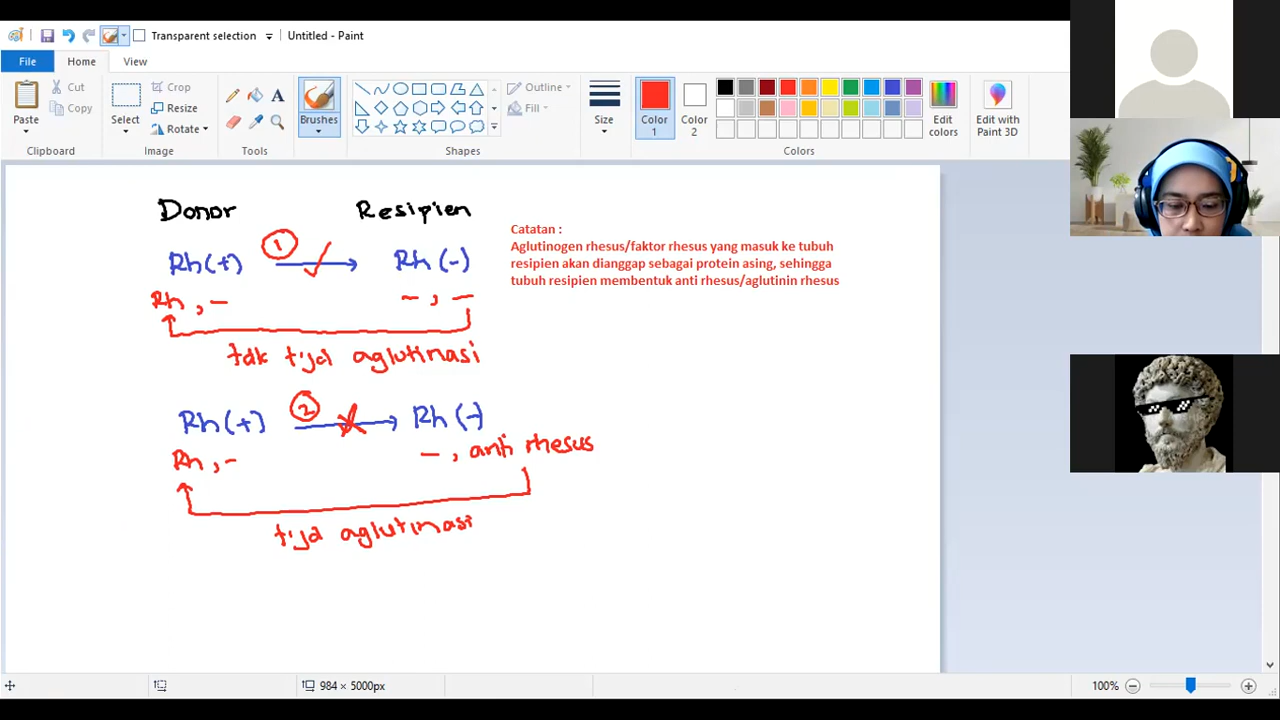 Transparent selection
Untitled - Paint
File
Home
View
Paste
Cut
Copy
Clipboard
Select
Crop
Resize
Rotate
Image
Tools
Brushes
Shapes
Outline
Fill
Size
Color 1
Color 2
Colors
Edit colors
Edit with Paint 3D
Donor
Resipien
Rh(+) 1 Rh (-)
Rh , -
- , -
tdk tjd aglutinasi
Catatan :
Aglutinogen rhesus/faktor rhesus yang masuk ke tubuh
resipien akan dianggap sebagai protein asing, sehingga
tubuh resipien membentuk anti rhesus/aglutinin rhesus
Rh(+) 2 Rh (-)
Rh , -
- , anti rhesus
tjd aglutinasi
984 × 5000px
100%